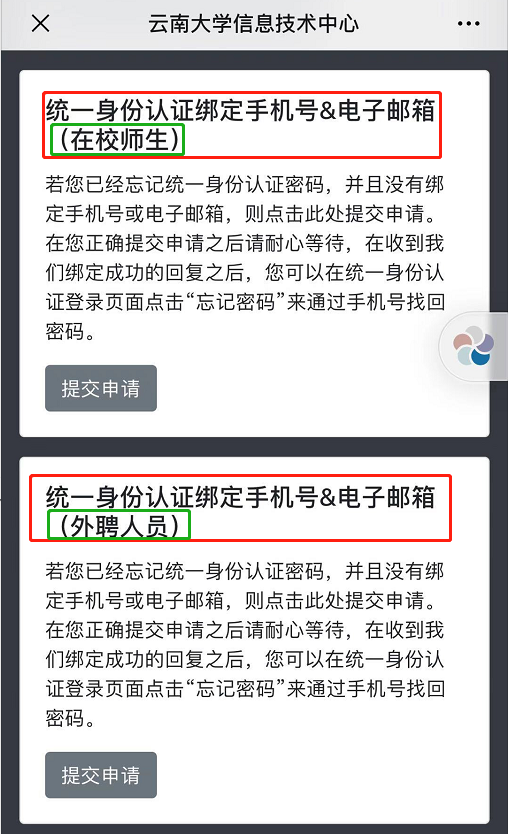 云南大学信息技术中心
统一身份认证绑定手机号&电子邮箱
（在校师生）
若您已经忘记统一身份认证密码，并且没有绑
定手机号或电子邮箱，则点击此处提交申请。
在您正确提交申请之后请耐心等待，在收到我
们绑定成功的回复之后，您可以在统一身份认
证登录页面点击“忘记密码”来通过手机号找回
密码。
提交申请
统一身份认证绑定手机号&电子邮箱
（外聘人员）
若您已经忘记统一身份认证密码，并且没有绑
定手机号或电子邮箱，则点击此处提交申请。
在您正确提交申请之后请耐心等待，在收到我
们绑定成功的回复之后，您可以在统一身份认
证登录页面点击“忘记密码”来通过手机号找回
密码。
提交申请